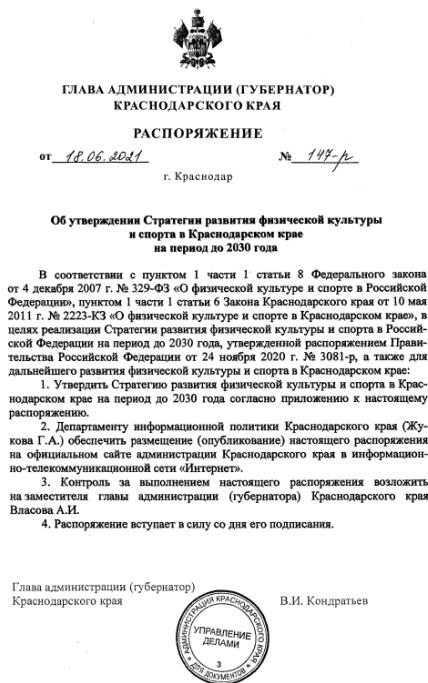 ГЛАВА АДМИНИСТРАЦИИ (ГУБЕРНАТОР)
КРАСНОДАРСКОГО КРАЯ
РАСПОРЯЖЕНИЕ
от 18.06.2021 № 147-р
г. Краснодар
Об утверждении Стратегии развития физической культуры
и спорта в Краснодарском крае
на период до 2030 года
В соответствии с пунктом 1 части 1 статьи 8 Федерального закона
от 4 декабря 2007 г. № 329-ФЗ «О физической культуре и спорте в Российской
Федерации», пунктом 1 части 1 статьи 6 Закона Краснодарского края от 10 мая
2011 г. № 2223-КЗ «О физической культуре и спорте в Краснодарском крае», в
целях реализации Стратегии развития физической культуры и спорта в Россий-
ской Федерации на период до 2030 года, утвержденной распоряжением Прави-
тельства Российской Федерации от 24 ноября 2020 г. № 3081-р, а также для
дальнейшего развития физической культуры и спорта в Краснодарском крае:
1. Утвердить Стратегию развития физической культуры и спорта в Крас-
нодарском крае на период до 2030 года согласно приложению к настоящему
распоряжению.
2. Департаменту информационной политики Краснодарского края (Жу-
кова Г.А.) обеспечить размещение (опубликование) настоящего распоряжения
на официальном сайте администрации Краснодарского края в информацион-
но-телекоммуникационной сети «Интернет».
3. Контроль за выполнением настоящего распоряжения возложить
на заместителя главы администрации (губернатора) Краснодарского края
Власова А.И.
4. Распоряжение вступает в силу со дня его подписания.
Глава администрации (губернатор)
Краснодарского края В.И. Кондратьев
АДМИНИСТРАЦИЯ КРАСНОДАРСКОГО КРАЯ
УПРАВЛЕНИЕ
ДЕЛАМИ
3
ДЛЯ ДОКУМЕНТОВ